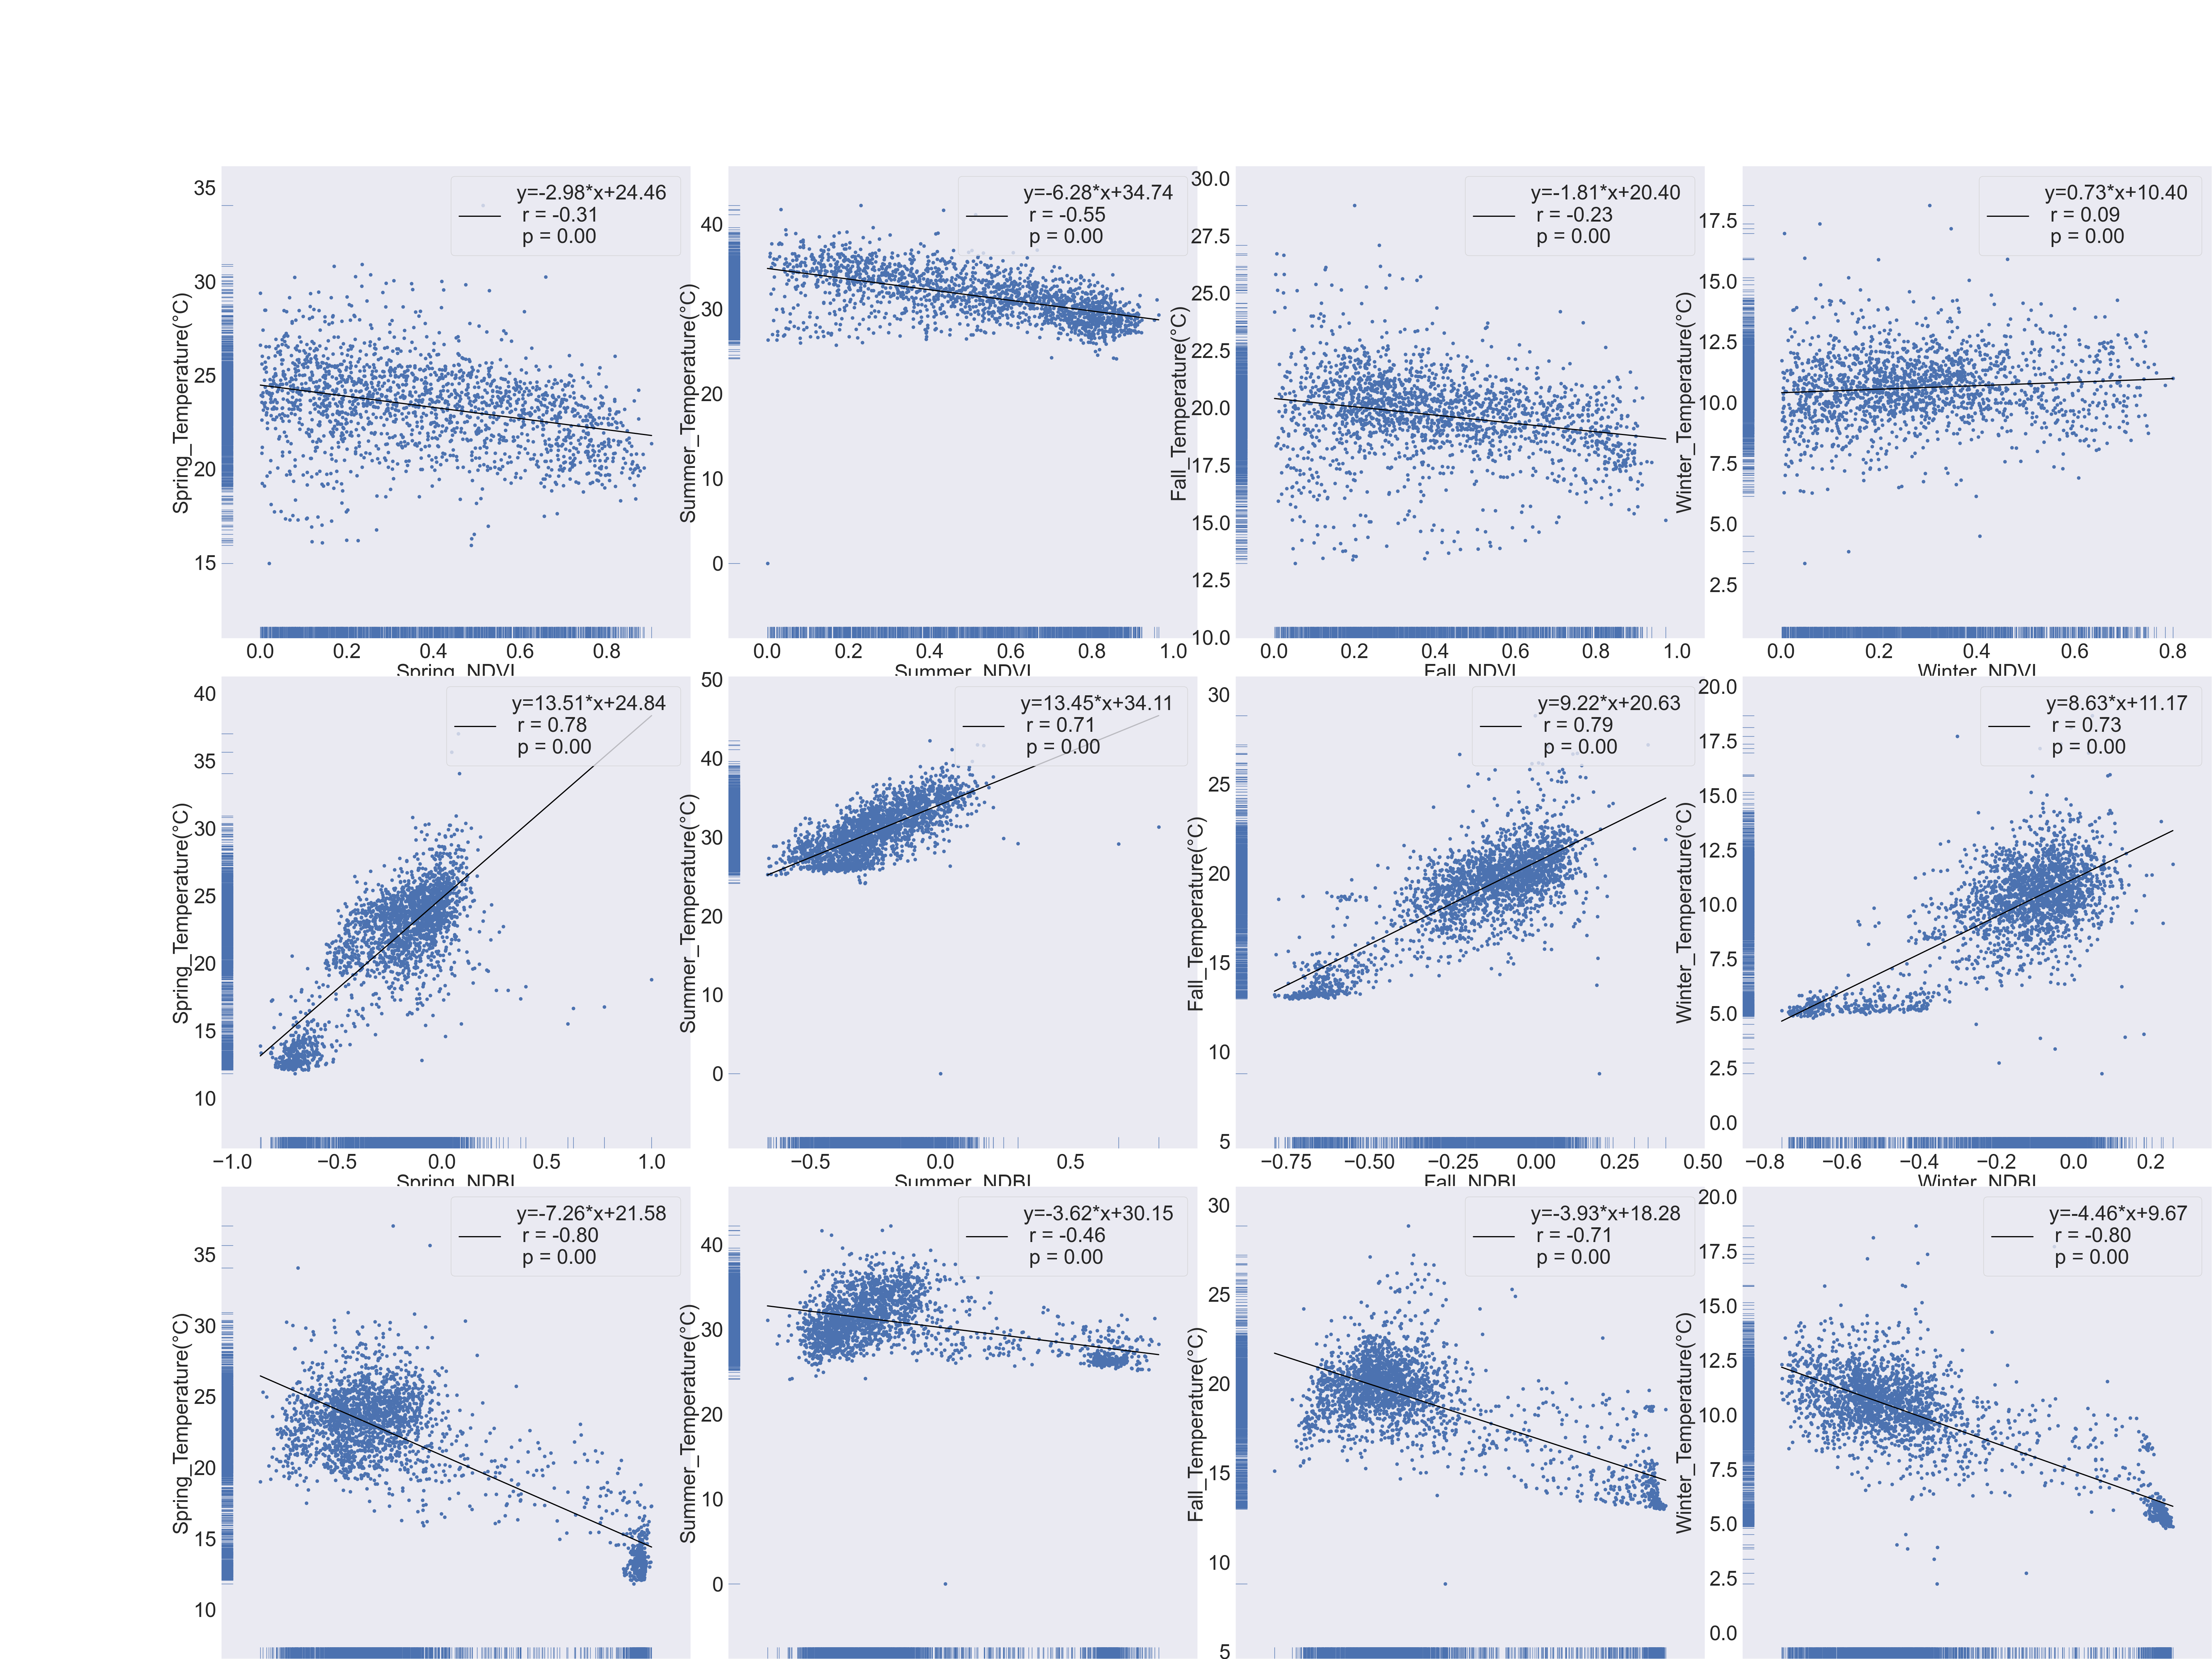 y=-2.98*x+24.46
r = -0.31
p = 0.00
35
30
25
20
15
Spring_Temperature(°C)
0.0 0.2 0.4 0.6 0.8
Spring_NDVI
y=-6.28*x+34.74
r = -0.55
p = 0.00
40
30
20
10
0
Summer_Temperature(°C)
0.0 0.2 0.4 0.6 0.8 1.0
Summer_NDVI
y=-1.81*x+20.40
r = -0.23
p = 0.00
30.0
27.5
25.0
22.5
20.0
17.5
15.0
12.5
10.0
Fall_Temperature(°C)
0.0 0.2 0.4 0.6 0.8 1.0
Fall_NDVI
y=0.73*x+10.40
r = 0.09
p = 0.00
17.5
15.0
12.5
10.0
7.5
5.0
2.5
Winter_Temperature(°C)
0.0 0.2 0.4 0.6 0.8
Winter_NDVI
y=13.51*x+24.84
r = 0.78
p = 0.00
40
35
30
25
20
15
10
Spring_Temperature(°C)
−1.0 −0.5 0.0 0.5 1.0
Spring_NDBI
y=13.45*x+34.11
r = 0.71
p = 0.00
50
40
30
20
10
0
Summer_Temperature(°C)
−0.5 0.0 0.5
Summer_NDBI
y=9.22*x+20.63
r = 0.79
p = 0.00
30
25
20
15
10
5
Fall_Temperature(°C)
−0.75 −0.50 −0.25 0.00 0.25 0.50
Fall_NDBI
y=8.63*x+11.17
r = 0.73
p = 0.00
20.0
17.5
15.0
12.5
10.0
7.5
5.0
2.5
0.0
Winter_Temperature(°C)
−0.8 −0.6 −0.4 −0.2 0.0 0.2
Winter_NDBI
y=-7.26*x+21.58
r = -0.80
p = 0.00
35
30
25
20
15
10
Spring_Temperature(°C)
y=-3.62*x+30.15
r = -0.46
p = 0.00
40
30
20
10
0
Summer_Temperature(°C)
y=-3.93*x+18.28
r = -0.71
p = 0.00
30
25
20
15
10
5
Fall_Temperature(°C)
y=-4.46*x+9.67
r = -0.80
p = 0.00
20.0
17.5
15.0
12.5
10.0
7.5
5.0
2.5
0.0
Winter_Temperature(°C)